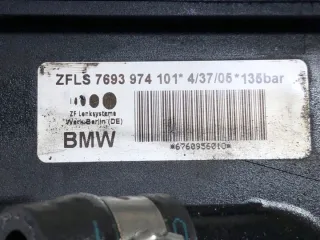 ZFLS 7693 974 101* 4/37/05*135bar
ZF Lenksysteme
Werk Berlin (DE)
BMW
*6760956010*